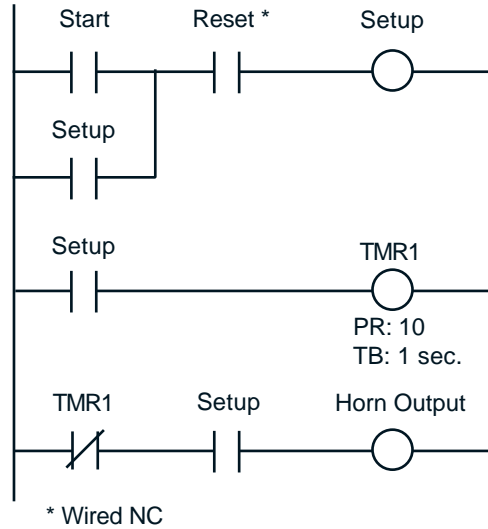 Start Reset * Setup
Setup
Setup TMR1
PR: 10
TB: 1 sec.
TMR1 Setup Horn Output
* Wired NC